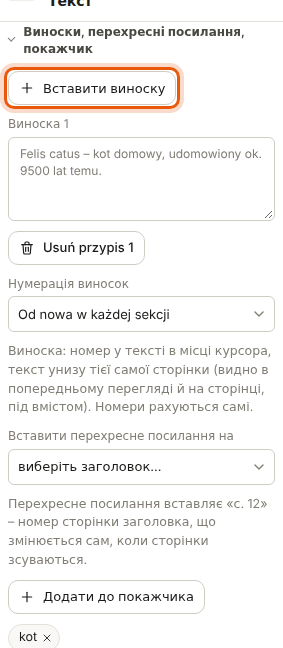 Текст
Виноски, перехресні посилання,
покажчик
Вставити виноску
Виноска 1
Felis catus – kot domowy, udomowiony ok.
9500 lat temu.
Usuń przypis 1
Нумерація виносок
Od nowa w każdej sekcji
Виноска: номер у тексті в місці курсора,
текст унизу тієї самої сторінки (видно в
попередньому перегляді й на сторінці,
під вмістом). Номери рахуються самі.
Вставити перехресне посилання на
виберіть заголовок...
Перехресне посилання вставляє «с. 12»
– номер сторінки заголовка, що
змінюється сам, коли сторінки
зсуваються.
Додати до покажчика
kot ×